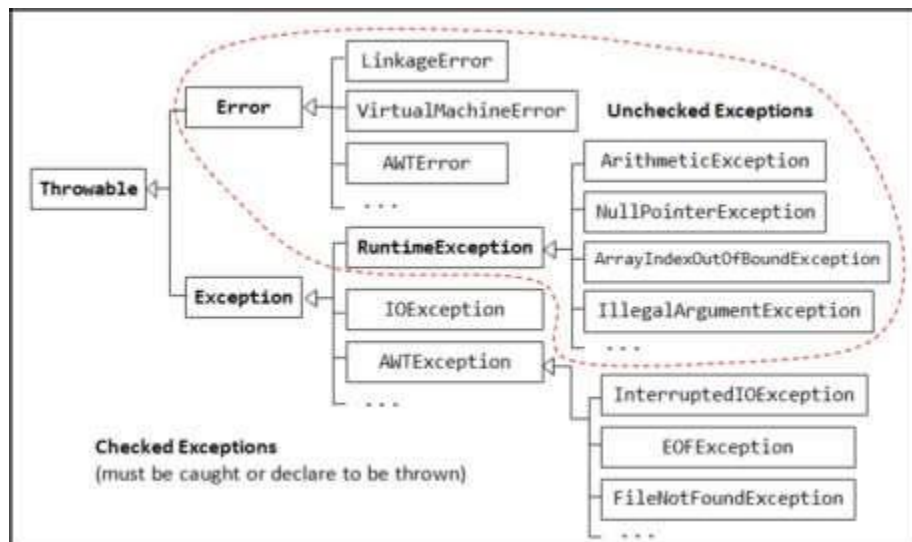 LinkageError
Error
VirtualMachineError
Unchecked Exceptions
ArithmeticException
AWTError
Throwable
. . .
NullPointerException
RuntimeException
ArrayIndexOutOfBoundException
Exception
IOException
IllegalArgumentException
. . .
AWTException
. . .
InterruptedIOException
Checked Exceptions
(must be caught or declare to be thrown)
EOFException
FileNotFoundException
. . .